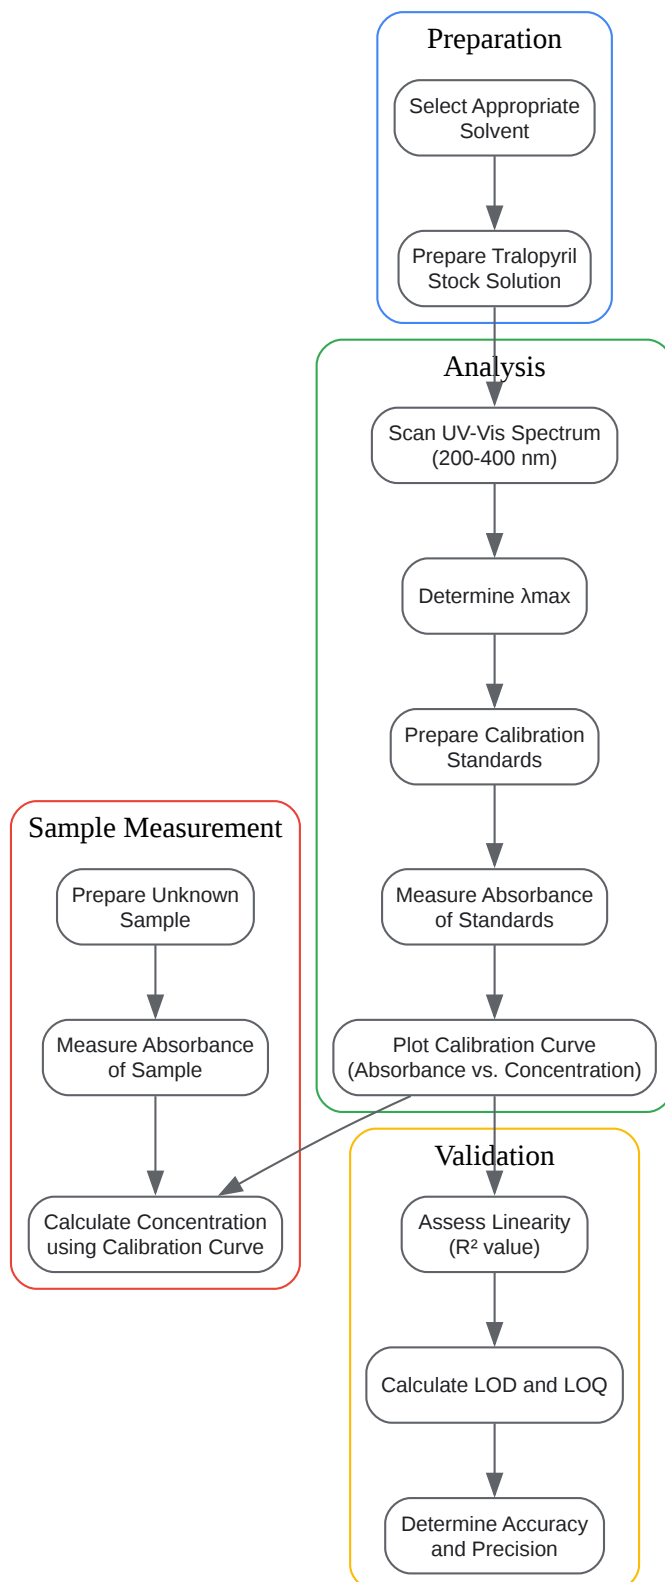 Preparation
Select Appropriate
Solvent
Prepare Tralopyril
Stock Solution
Analysis
Scan UV-Vis Spectrum
(200-400 nm)
Determine λmax
Prepare Calibration
Standards
Measure Absorbance
of Standards
Plot Calibration Curve
(Absorbance vs. Concentration)
Sample Measurement
Prepare Unknown
Sample
Measure Absorbance
of Sample
Calculate Concentration
using Calibration Curve
Validation
Assess Linearity
(R² value)
Calculate LOD and LOQ
Determine Accuracy
and Precision